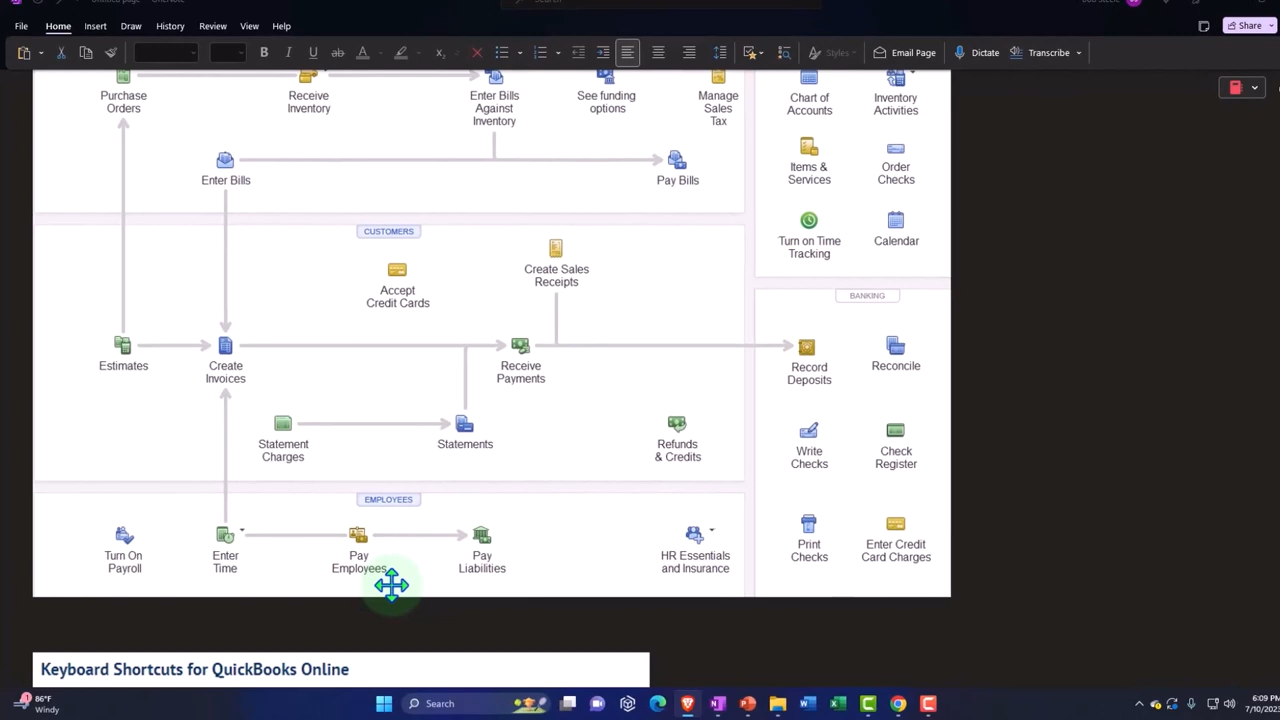 File Home Insert Draw History Review View Help Share
B I U ab Styles Email Page Dictate Transcribe
Purchase Orders
Receive Inventory
Enter Bills Against Inventory
See funding options
Manage Sales Tax
Chart of Accounts
Inventory Activities
Enter Bills
Pay Bills
Items & Services
Order Checks
Turn on Time Tracking
Calendar
CUSTOMERS
Accept Credit Cards
Create Sales Receipts
BANKING
Estimates
Create Invoices
Receive Payments
Record Deposits
Reconcile
Statement Charges
Statements
Refunds & Credits
Write Checks
Check Register
EMPLOYEES
Turn On Payroll
Enter Time
Pay Employees
Pay Liabilities
HR Essentials and Insurance
Print Checks
Enter Credit Card Charges
Keyboard Shortcuts for QuickBooks Online
86°F
Windy
Search
6:09 PM